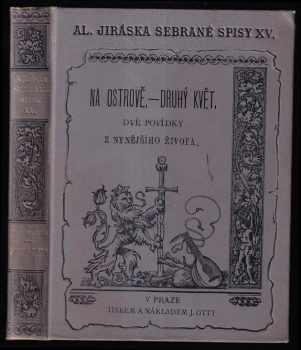 AL. JIRÁSKA SEBRANÉ SPISY XV.
NA OSTROVĚ.—DRUHÝ KVĚT.
DVĚ POVÍDKY
Z NYNĚJŠÍHO ŽIVOTA.
V PRAZE
TISKEM A NÁKLADEM J. OTTY